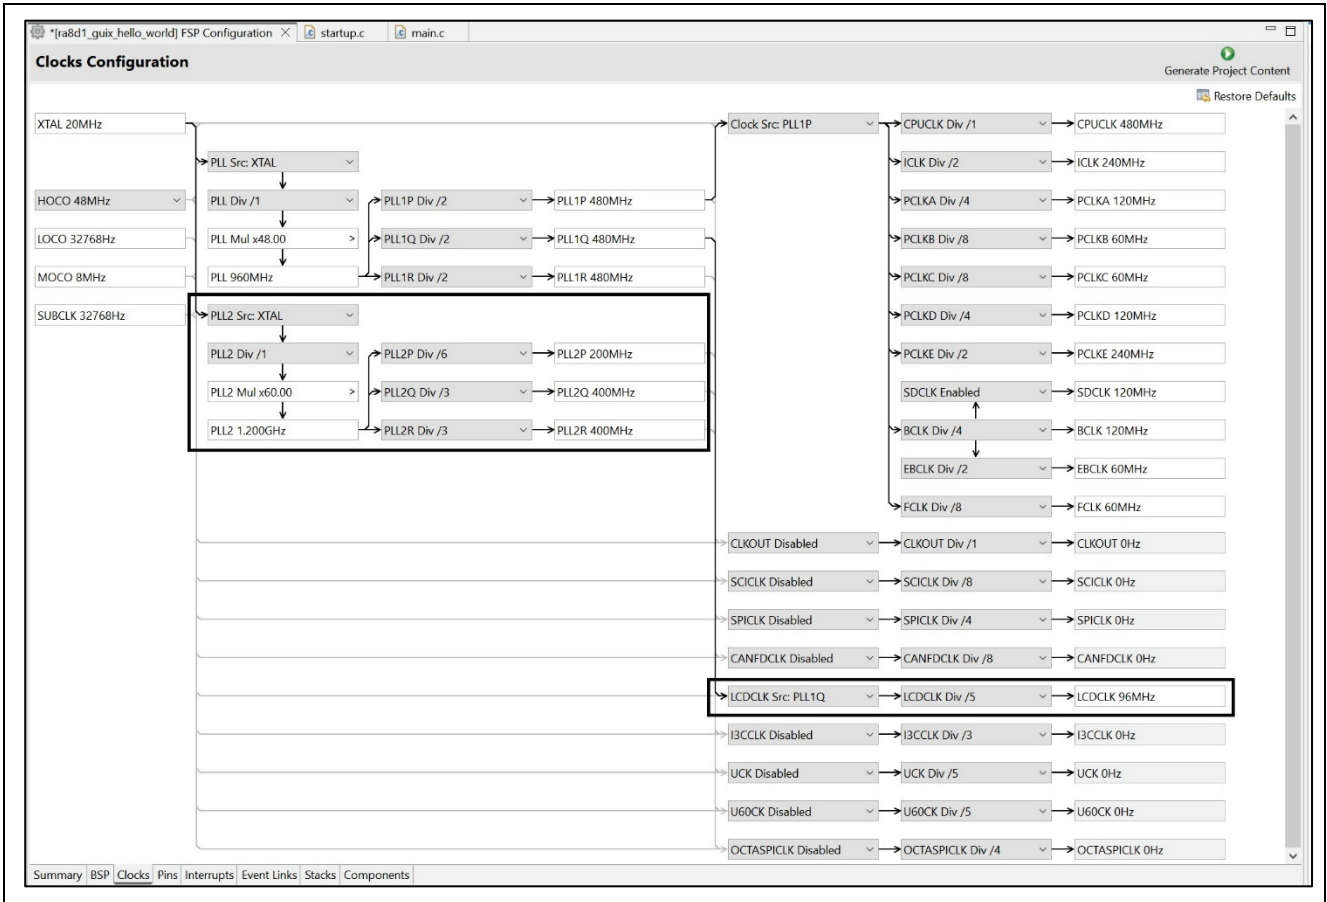 *[ra8d1_guix_hello_world] FSP Configuration × startup.c main.c
Clocks Configuration
Generate Project Content
Restore Defaults
XTAL 20MHz Clock Src: PLL1P CPUCLK Div /1 CPUCLK 480MHz
PLL Src: XTAL ICLK Div /2 ICLK 240MHz
HOCO 48MHz PLL Div /1 PLL1P Div /2 PLL1P 480MHz PCLKA Div /4 PCLKA 120MHz
LOCO 32768Hz PLL Mul x48.00 > PLL1Q Div /2 PLL1Q 480MHz PCLKB Div /8 PCLKB 60MHz
MOCO 8MHz PLL 960MHz PLL1R Div /2 PLL1R 480MHz PCLKC Div /8 PCLKC 60MHz
SUBCLK 32768Hz PLL2 Src: XTAL PCLKD Div /4 PCLKD 120MHz
PLL2 Div /1 PLL2P Div /6 PLL2P 200MHz PCLKE Div /2 PCLKE 240MHz
PLL2 Mul x60.00 > PLL2Q Div /3 PLL2Q 400MHz SDCLK Enabled SDCLK 120MHz
PLL2 1.200GHz PLL2R Div /3 PLL2R 400MHz BCLK Div /4 BCLK 120MHz
EBCLK Div /2 EBCLK 60MHz
FCLK Div /8 FCLK 60MHz
CLKOUT Disabled CLKOUT Div /1 CLKOUT 0Hz
SCICLK Disabled SCICLK Div /8 SCICLK 0Hz
SPICLK Disabled SPICLK Div /4 SPICLK 0Hz
CANFDCLK Disabled CANFDCLK Div /8 CANFDCLK 0Hz
LCDCLK Src: PLL1Q LCDCLK Div /5 LCDCLK 96MHz
I3CCLK Disabled I3CCLK Div /3 I3CCLK 0Hz
UCK Disabled UCK Div /5 UCK 0Hz
U60CK Disabled U60CK Div /5 U60CK 0Hz
OCTASPICLK Disabled OCTASPICLK Div /4 OCTASPICLK 0Hz
Summary BSP Clocks Pins Interrupts Event Links Stacks Components